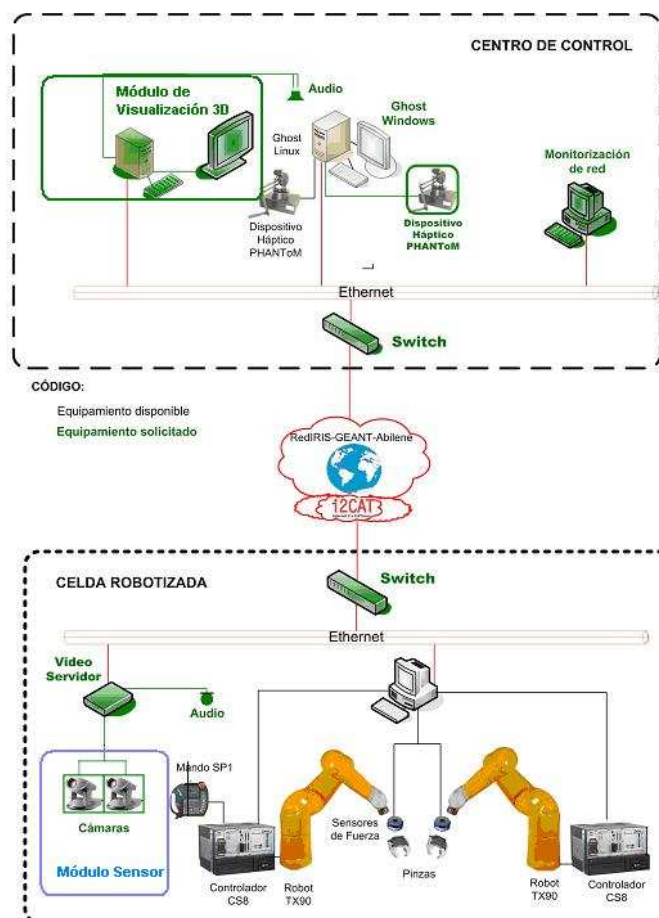 CENTRO DE CONTROL
Módulo de
Visualización 3D
Audio
Ghost
Linux
Ghost
Windows
Monitorización
de red
Dispositivo
Háptico
PHANToM
Dispositivo
Háptico
PHANToM
Ethernet
Switch
CÓDIGO:
Equipamiento disponible
Equipamiento solicitado
RedIRIS-GEANT-Abilene
i2CAT
CELDA ROBOTIZADA
Switch
Ethernet
Video
Servidor
Audio
Mando SP1
Cámaras
Módulo Sensor
Sensores
de Fuerza
Pinzas
Controlador
CS8
Robot
TX90
Robot
TX90
Controlador
CS8